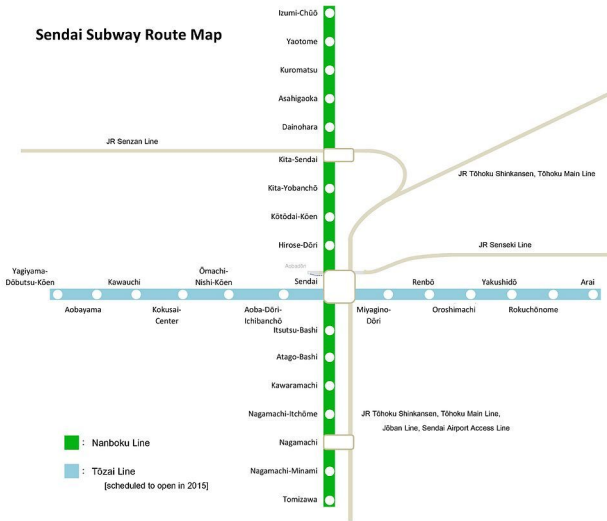 Sendai Subway Route Map
Izumi-Chūō
Yaotome
Kuromatsu
Asahigaoka
Dainohara
JR Senzan Line
Kita-Sendai
JR Tōhoku Shinkansen, Tōhoku Main Line
Kita-Yobanchō
Kōtōdai-Kōen
Hirose-Dōri
JR Senseki Line
Aobadōri
Sendai
Yagiyama-
Dōbutsu-Kōen
Aobayama
Kawauchi
Kokusai-
Center
Ōmachi-
Nishi-Kōen
Aoba-Dōri-
Ichibanchō
Miyagino-
Dōri
Renbō
Oroshimachi
Yakushidō
Rokuchōnome
Arai
Itsutsu-Bashi
Atago-Bashi
Kawaramachi
Nagamachi-Itchōme
JR Tōhoku Shinkansen, Tōhoku Main Line,
Jōban Line, Sendai Airport Access Line
Nagamachi
Nagamachi-Minami
Tomizawa
: Nanboku Line
: Tōzai Line
[scheduled to open in 2015]